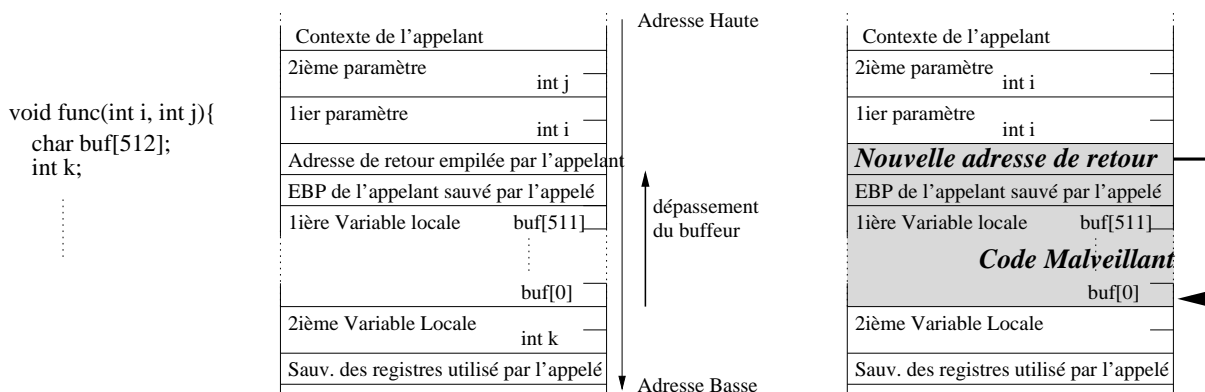 void func(int i, int j){
char buf[512];
int k;
Contexte de l'appelant
2ième paramètre
int j
1ier paramètre
int i
Adresse de retour empilée par l'appelant
EBP de l'appelant sauvé par l'appelé
1ière Variable locale buf[511]
buf[0]
2ième Variable Locale
int k
Sauv. des registres utilisé par l'appelé
Adresse Haute
dépassement
du buffeur
Adresse Basse
Contexte de l'appelant
2ième paramètre
int i
1ier paramètre
int i
Nouvelle adresse de retour
EBP de l'appelant sauvé par l'appelé
1ière Variable locale buf[511]
Code Malveillant
buf[0]
2ième Variable Locale
Sauv. des registres utilisé par l'appelé